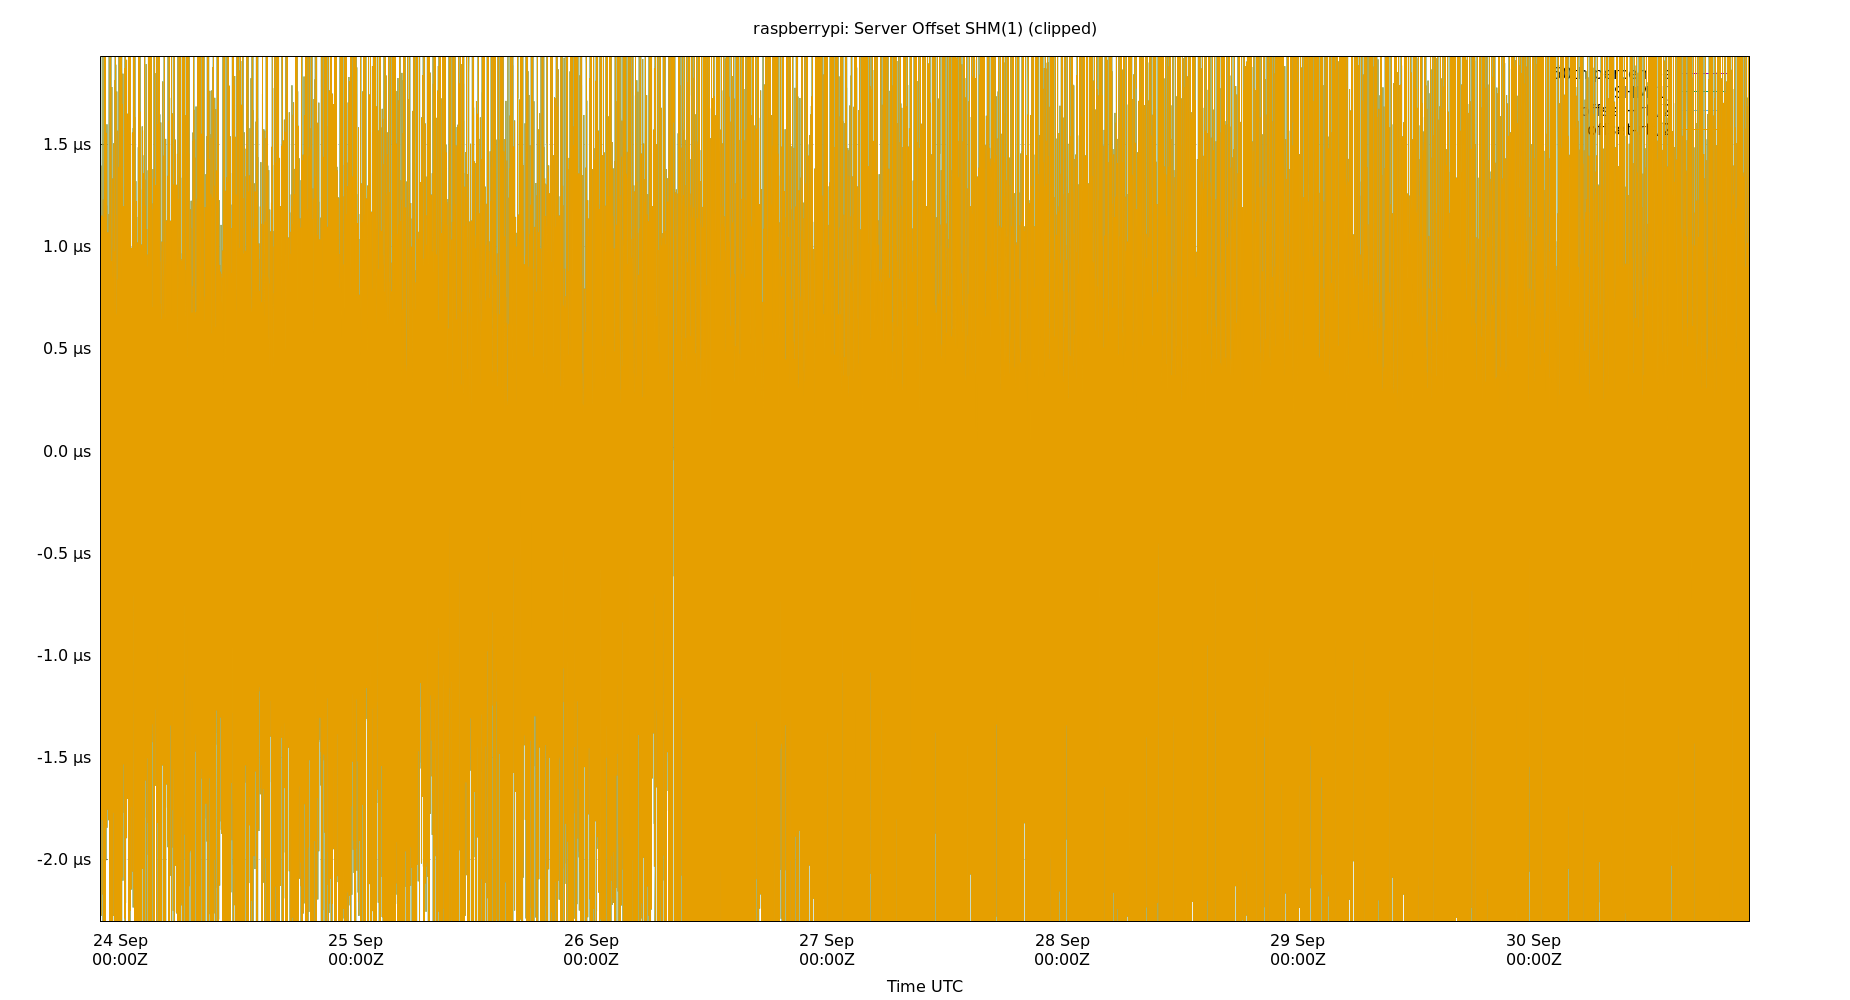 raspberrypi: Server Offset SHM(1) (clipped)
1.5 µs
1.0 µs
0.5 µs
0.0 µs
-0.5 µs
-1.0 µs
-1.5 µs
-2.0 µs
24 Sep 25 Sep 26 Sep 27 Sep 28 Sep 29 Sep 30 Sep
00:00Z 00:00Z 00:00Z 00:00Z 00:00Z 00:00Z 00:00Z
Time UTC